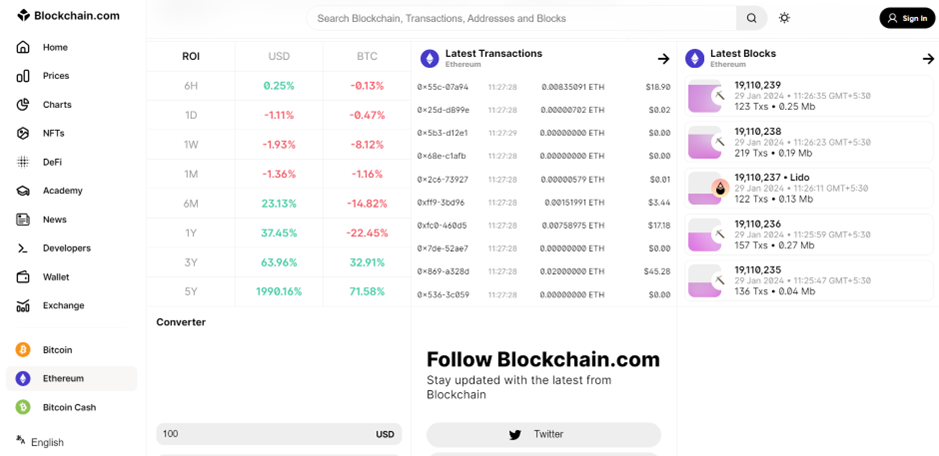 Blockchain.com
Search Blockchain, Transactions, Addresses and Blocks
Sign In
Home
Prices
Charts
NFTs
DeFi
Academy
News
Developers
Wallet
Exchange
Bitcoin
Ethereum
Bitcoin Cash
English
ROI USD BTC
6H 0.25% -0.13%
1D -1.11% -0.47%
1W -1.93% -8.12%
1M -1.36% -1.16%
6M 23.13% -14.82%
1Y 37.45% -22.45%
3Y 63.96% 32.91%
5Y 1990.16% 71.58%
Converter
100 USD
Latest Transactions
Ethereum
0x55c-07a94 11:27:28 0.00835091 ETH $18.90
0x25d-d899e 11:27:28 0.00000702 ETH $0.02
0x5b3-d12e1 11:27:29 0.00000000 ETH $0.00
0x68e-c1afb 11:27:28 0.00000000 ETH $0.00
0x2c6-73927 11:27:28 0.00000579 ETH $0.01
0xff9-3bd96 11:27:28 0.00151991 ETH $3.44
0xfc0-460d5 11:27:28 0.00758975 ETH $17.18
0x7de-52ae7 11:27:28 0.00000000 ETH $0.00
0x869-a328d 11:27:28 0.02000000 ETH $45.28
0x536-3c059 11:27:28 0.00000000 ETH $0.00
Follow Blockchain.com
Stay updated with the latest from
Blockchain
Twitter
Latest Blocks
Ethereum
19,110,239
29 Jan 2024 • 11:26:35 GMT+5:30
123 Txs • 0.25 Mb
19,110,238
29 Jan 2024 • 11:26:23 GMT+5:30
219 Txs • 0.19 Mb
19,110,237 • Lido
29 Jan 2024 • 11:26:11 GMT+5:30
122 Txs • 0.13 Mb
19,110,236
29 Jan 2024 • 11:25:59 GMT+5:30
157 Txs • 0.27 Mb
19,110,235
29 Jan 2024 • 11:25:47 GMT+5:30
136 Txs • 0.04 Mb